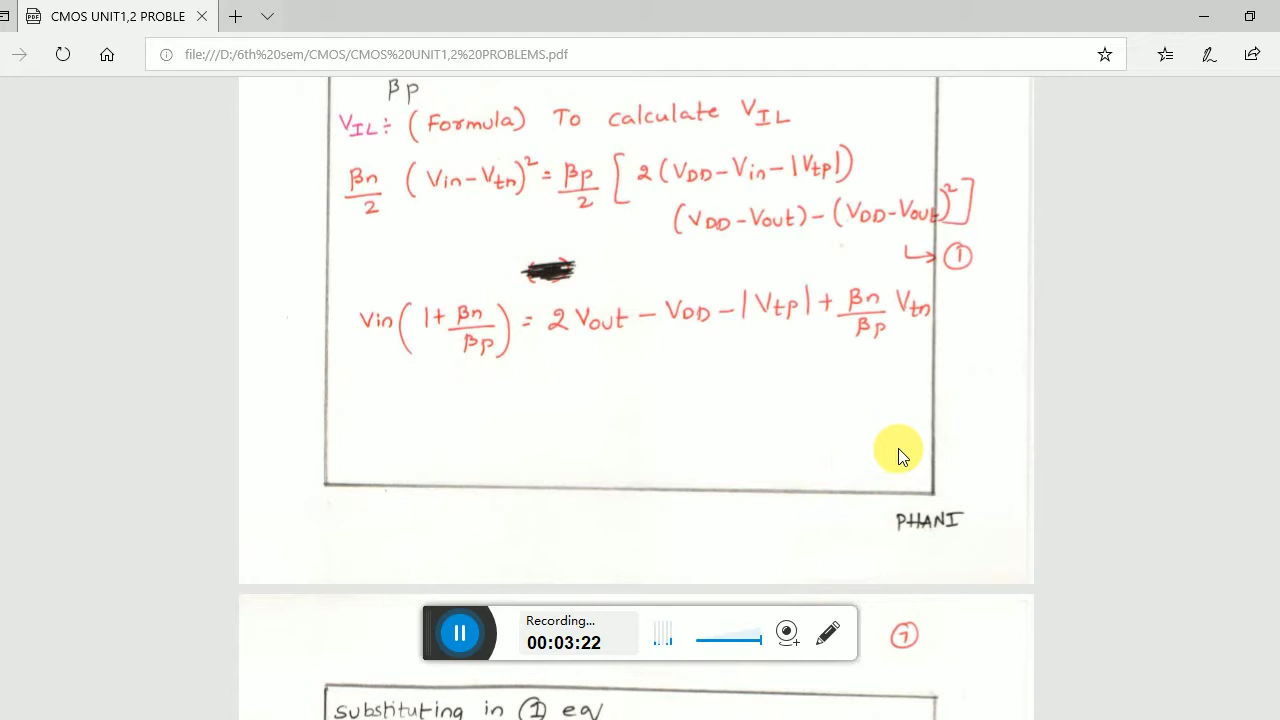 CMOS UNIT1,2 PROBLE
file:///D:/6th%20sem/CMOS/CMOS%20UNIT1,2%20PROBLEMS.pdf
βp
VIL÷ (Formula) To calculate VIL
βn/2 (Vin-Vtn)² = βp/2 [2(VDD-Vin-|Vtp|)
(VDD-VOUT)-(VDD-VOUT)²]
↳ ①
Vin(1+βn/βp) = 2VOUT - VDD - |Vtp| + βn/βp Vtn
PHANI
Recording...
00:03:22
⑦
substituting in ① eq